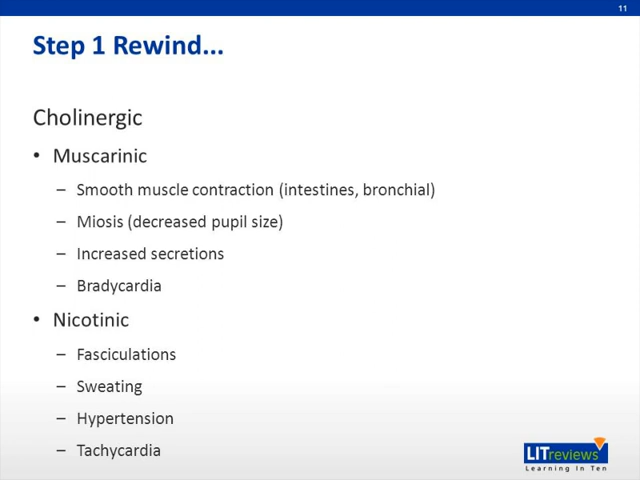 11
Step 1 Rewind...
Cholinergic
• Muscarinic
– Smooth muscle contraction (intestines, bronchial)
– Miosis (decreased pupil size)
– Increased secretions
– Bradycardia
• Nicotinic
– Fasciculations
– Sweating
– Hypertension
– Tachycardia
LITreviews
Learning In Ten